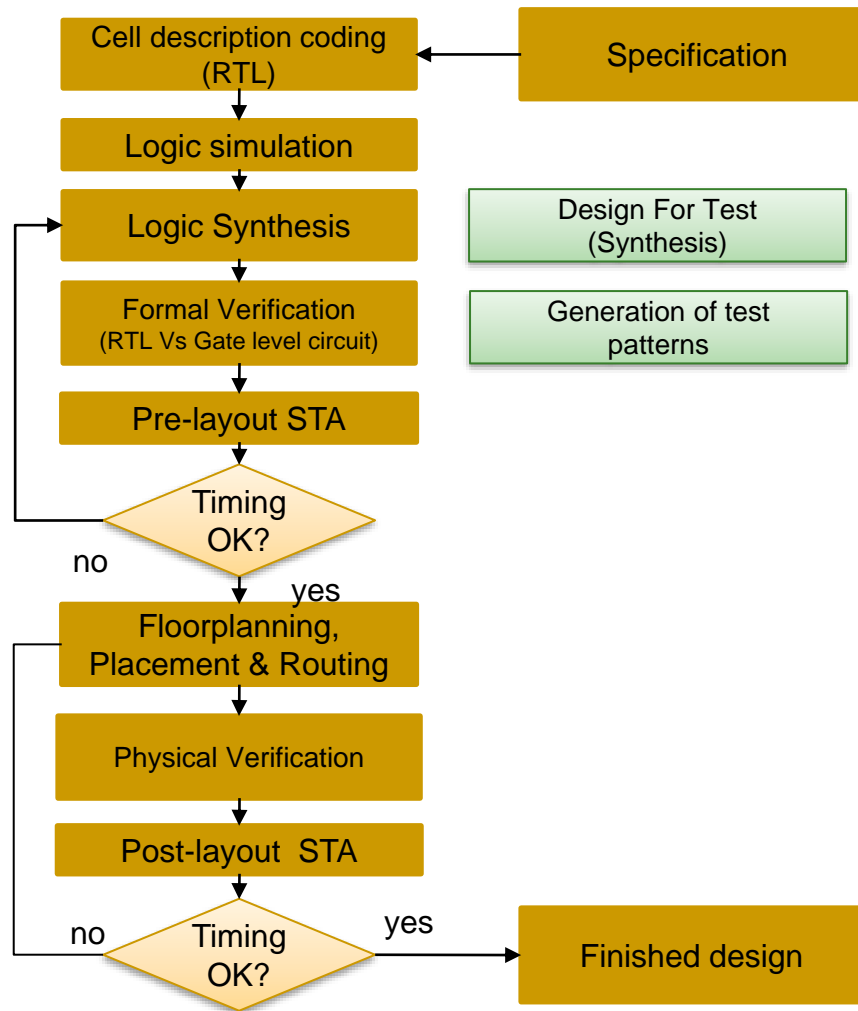 Cell description coding
(RTL)
Specification
Logic simulation
Logic Synthesis
Design For Test
(Synthesis)
Formal Verification
(RTL Vs Gate level circuit)
Generation of test
patterns
Pre-layout STA
Timing
OK?
no
yes
Floorplanning,
Placement & Routing
Physical Verification
Post-layout STA
no
Timing
OK?
yes
Finished design